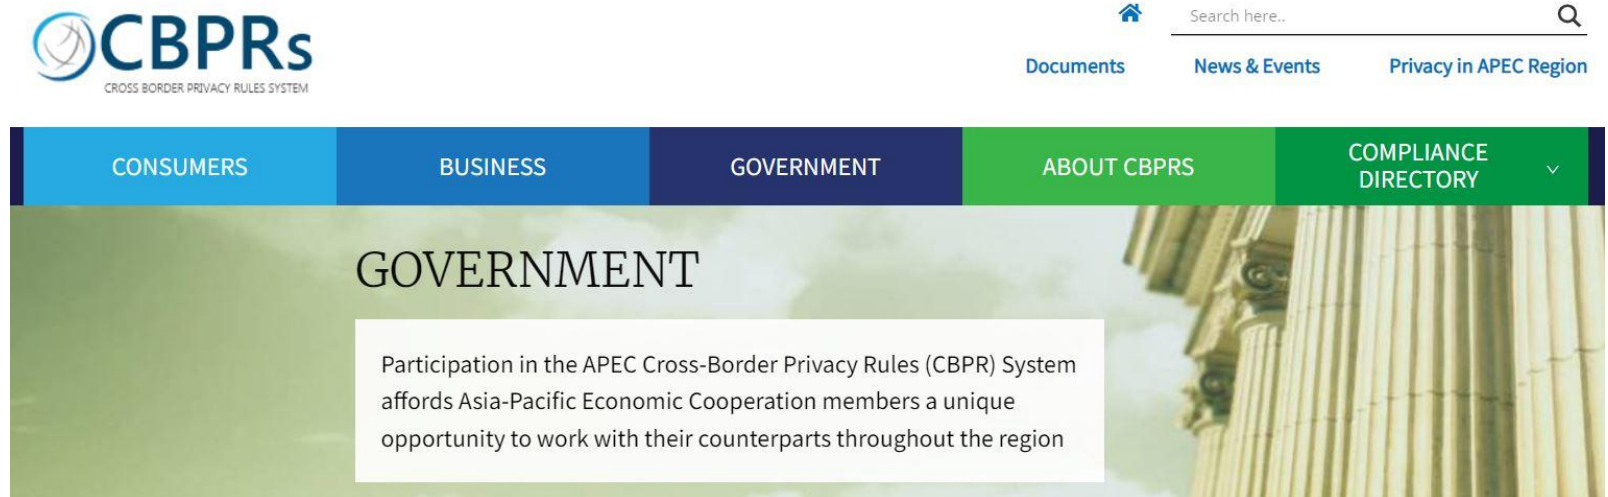 CBPRs
CROSS BORDER PRIVACY RULES SYSTEM
Search here..
Documents
News & Events
Privacy in APEC Region
CONSUMERS
BUSINESS
GOVERNMENT
ABOUT CBPRS
COMPLIANCE
DIRECTORY
GOVERNMENT
Participation in the APEC Cross-Border Privacy Rules (CBPR) System
affords Asia-Pacific Economic Cooperation members a unique
opportunity to work with their counterparts throughout the region